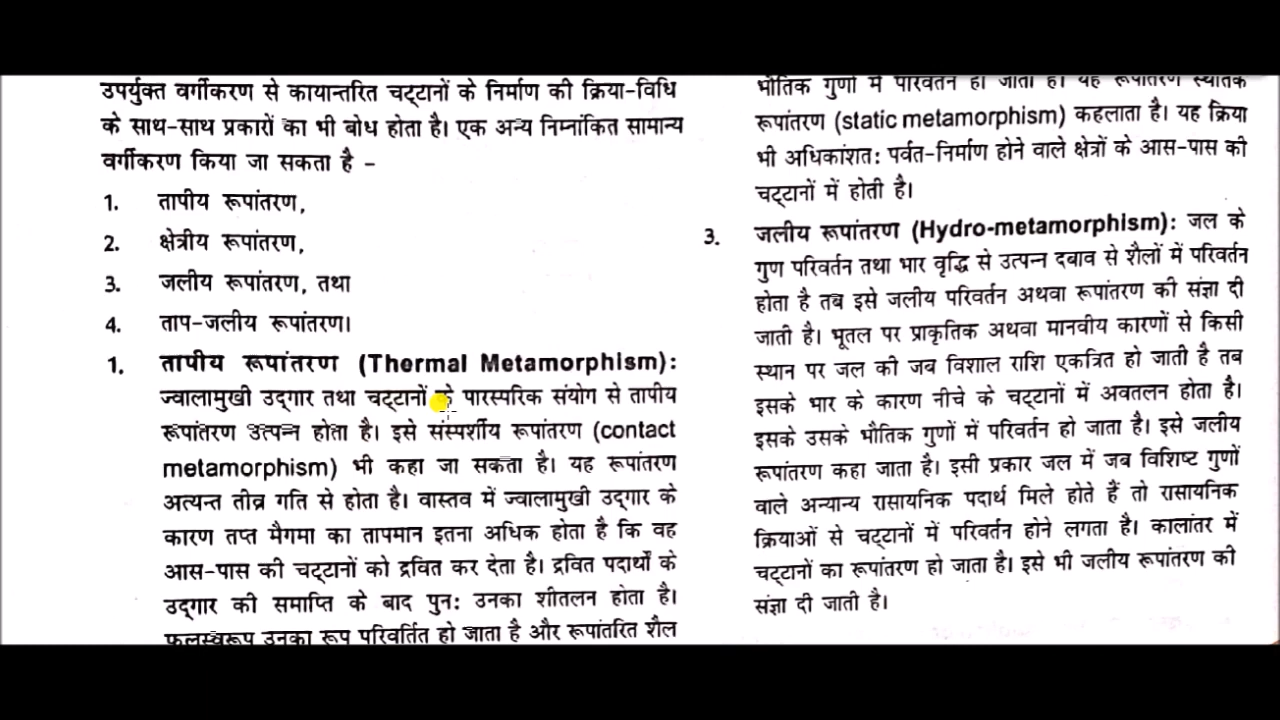 उपर्युक्त वर्गीकरण से कायान्तरित चट्टानों के निर्माण की क्रिया-विधि
के साथ-साथ प्रकारों का भी बोध होता है। एक अन्य निम्नांकित सामान्य
वर्गीकरण किया जा सकता है –
1. तापीय रूपांतरण,
2. क्षेत्रीय रूपांतरण,
3. जलीय रूपांतरण, तथा
4. ताप-जलीय रूपांतरण।
1. तापीय रूपांतरण (Thermal Metamorphism):
ज्वालामुखी उद्गार तथा चट्टानों के पारस्परिक संयोग से तापीय
रूपांतरण उत्पन्न होता है। इसे संस्पर्शीय रूपांतरण (contact
metamorphism) भी कहा जा सकता है। यह रूपांतरण
अत्यन्त तीव्र गति से होता है। वास्तव में ज्वालामुखी उद्गार के
कारण तप्त मैगमा का तापमान इतना अधिक होता है कि वह
आस-पास की चट्टानों को द्रवित कर देता है। द्रवित पदार्थों के
उद्गार की समाप्ति के बाद पुनः उनका शीतलन होता है।
फलस्वरूप उनका रूप परिवर्तित हो जाता है और रूपांतरित शैल
भौतिक गुणों में परिवर्तन हो जाता है। यह रूपांतरण स्थैतिक
रूपांतरण (static metamorphism) कहलाता है। यह क्रिया
भी अधिकांशतः पर्वत-निर्माण होने वाले क्षेत्रों के आस-पास की
चट्टानों में होती है।
3. जलीय रूपांतरण (Hydro-metamorphism): जल के
गुण परिवर्तन तथा भार वृद्धि से उत्पन्न दबाव से शैलों में परिवर्तन
होता है तब इसे जलीय परिवर्तन अथवा रूपांतरण की संज्ञा दी
जाती है। भूतल पर प्राकृतिक अथवा मानवीय कारणों से किसी
स्थान पर जल की जब विशाल राशि एकत्रित हो जाती है तब
इसके भार के कारण नीचे के चट्टानों में अवतलन होता है।
इसके उसके भौतिक गुणों में परिवर्तन हो जाता है। इसे जलीय
रूपांतरण कहा जाता है। इसी प्रकार जल में जब विशिष्ट गुणों
वाले अन्यान्य रासायनिक पदार्थ मिले होते हैं तो रासायनिक
क्रियाओं से चट्टानों में परिवर्तन होने लगता है। कालांतर में
चट्टानों का रूपांतरण हो जाता है। इसे भी जलीय रूपांतरण की
संज्ञा दी जाती है।